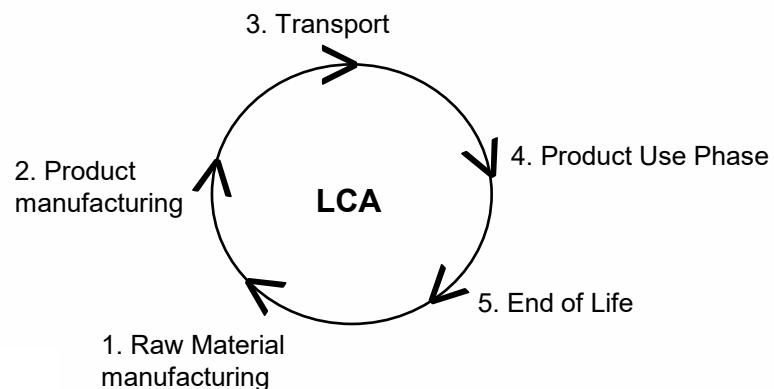 3. Transport
2. Product
manufacturing
4. Product Use Phase
LCA
5. End of Life
1. Raw Material
manufacturing